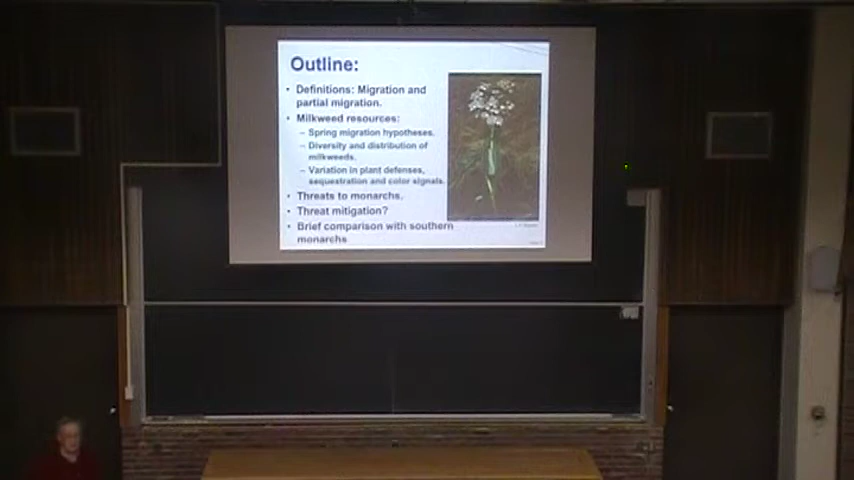 Outline:
• Definitions: Migration and
partial migration.
• Milkweed resources:
– Spring migration hypotheses.
– Diversity and distribution of
milkweeds.
– Variation in plant defenses,
sequestration and color signals.
• Threats to monarchs.
• Threat mitigation?
• Brief comparison with southern
monarchs